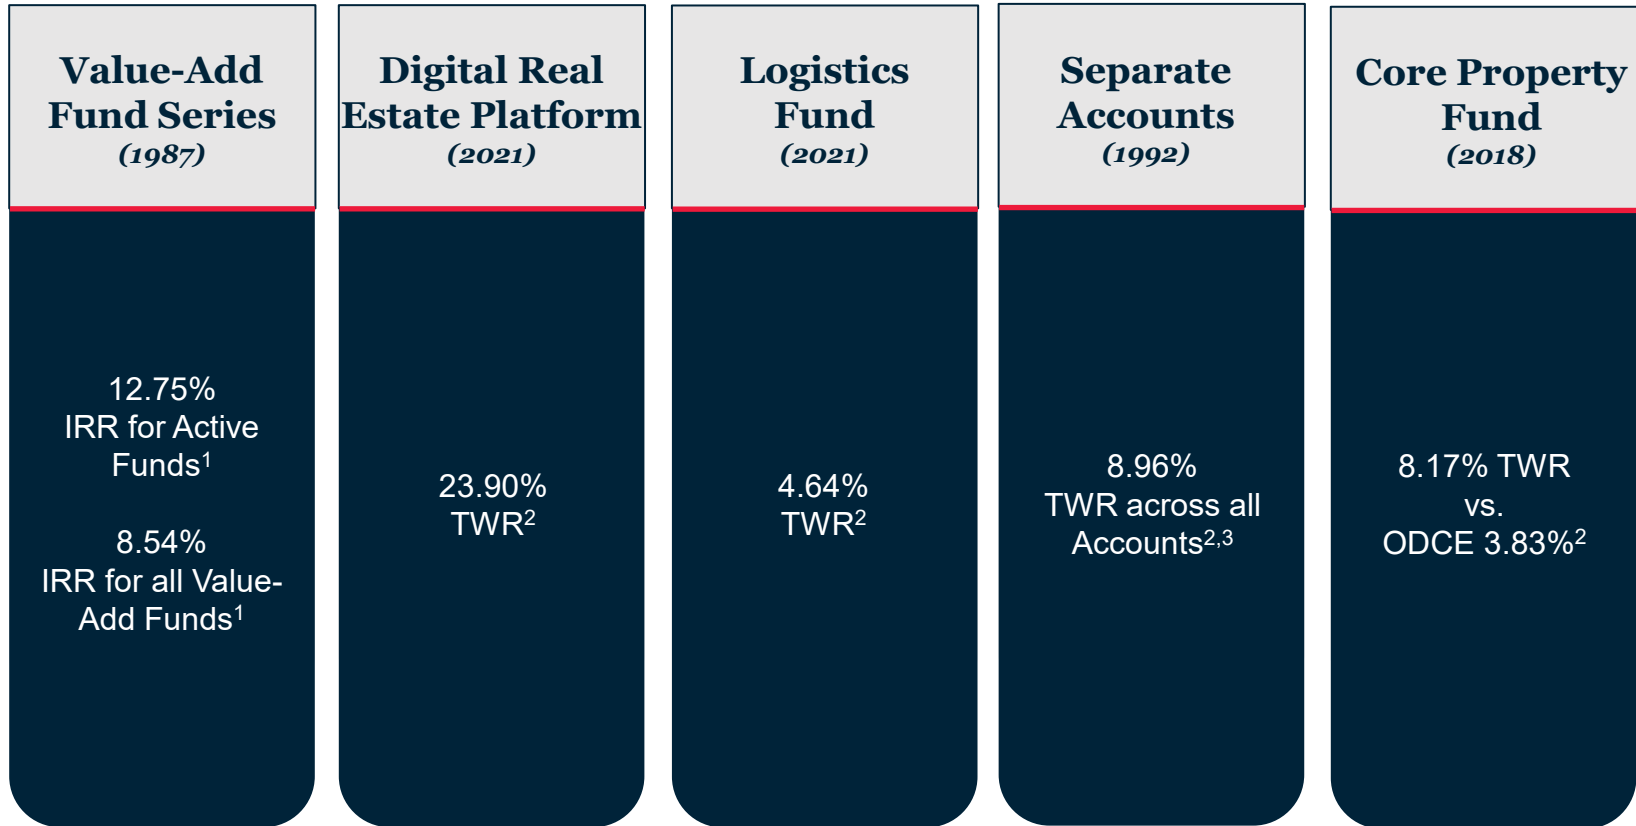 Value-Add
Fund Series
(1987)
12.75%
IRR for Active
Funds¹
8.54%
IRR for all Value-
Add Funds¹
Digital Real
Estate Platform
(2021)
23.90%
TWR²
Logistics
Fund
(2021)
4.64%
TWR²
Separate
Accounts
(1992)
8.96%
TWR across all
Accounts²,³
Core Property
Fund
(2018)
8.17% TWR
vs.
ODCE 3.83%²